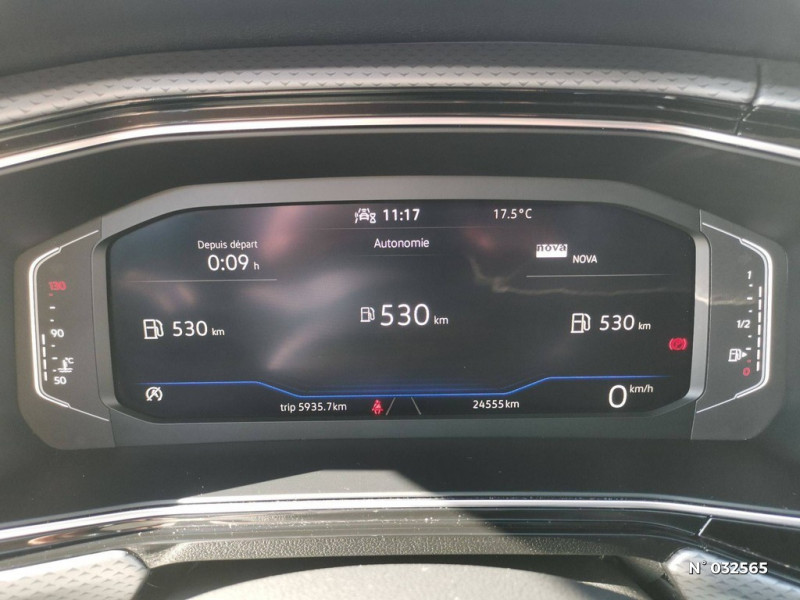 11:17
17.5°C
Depuis départ
0:09 h
Autonomie
nova
NOVA
530 km
530 km
530 km
130
90
°C
50
1
1/2
0
trip 5935.7km
24555km
0 km/h
N° 032565